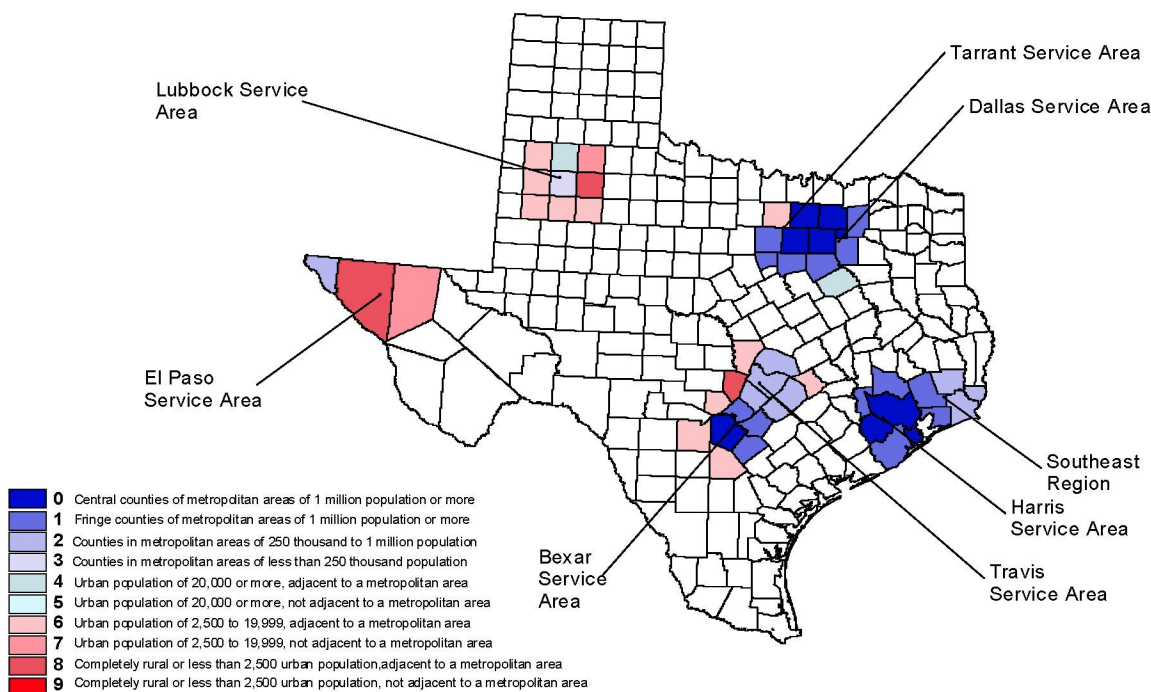 Tarrant Service Area
Lubbock Service
Area
Dallas Service Area
El Paso
Service Area
Southeast
Region
Harris
Service Area
Bexar
Service
Area
Travis
Service Area
0 Central counties of metropolitan areas of 1 million population or more
1 Fringe counties of metropolitan areas of 1 million population or more
2 Counties in metropolitan areas of 250 thousand to 1 million population
3 Counties in metropolitan areas of less than 250 thousand population
4 Urban population of 20,000 or more, adjacent to a metropolitan area
5 Urban population of 20,000 or more, not adjacent to a metropolitan area
6 Urban population of 2,500 to 19,999, adjacent to a metropolitan area
7 Urban population of 2,500 to 19,999, not adjacent to a metropolitan area
8 Completely rural or less than 2,500 urban population,adjacent to a metropolitan area
9 Completely rural or less than 2,500 urban population, not adjacent to a metropolitan area